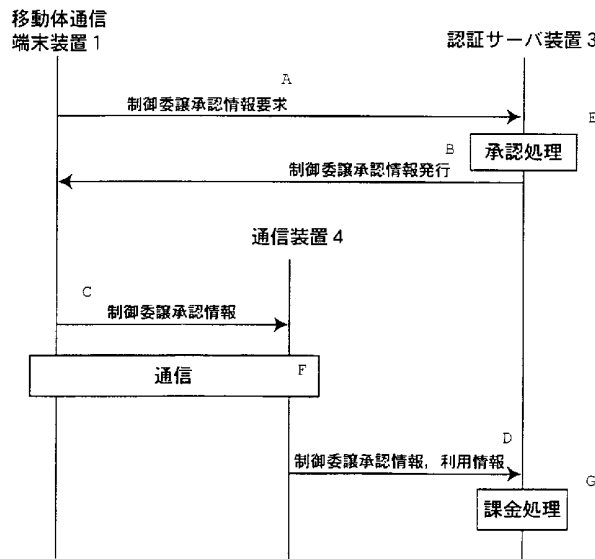 移動体通信
端末装置1
認証サーバ装置3
A
制御委譲承認情報要求
E
B
承認処理
制御委譲承認情報発行
通信装置4
C
制御委譲承認情報
通信
F
D
制御委譲承認情報，利用情報
G
課金処理